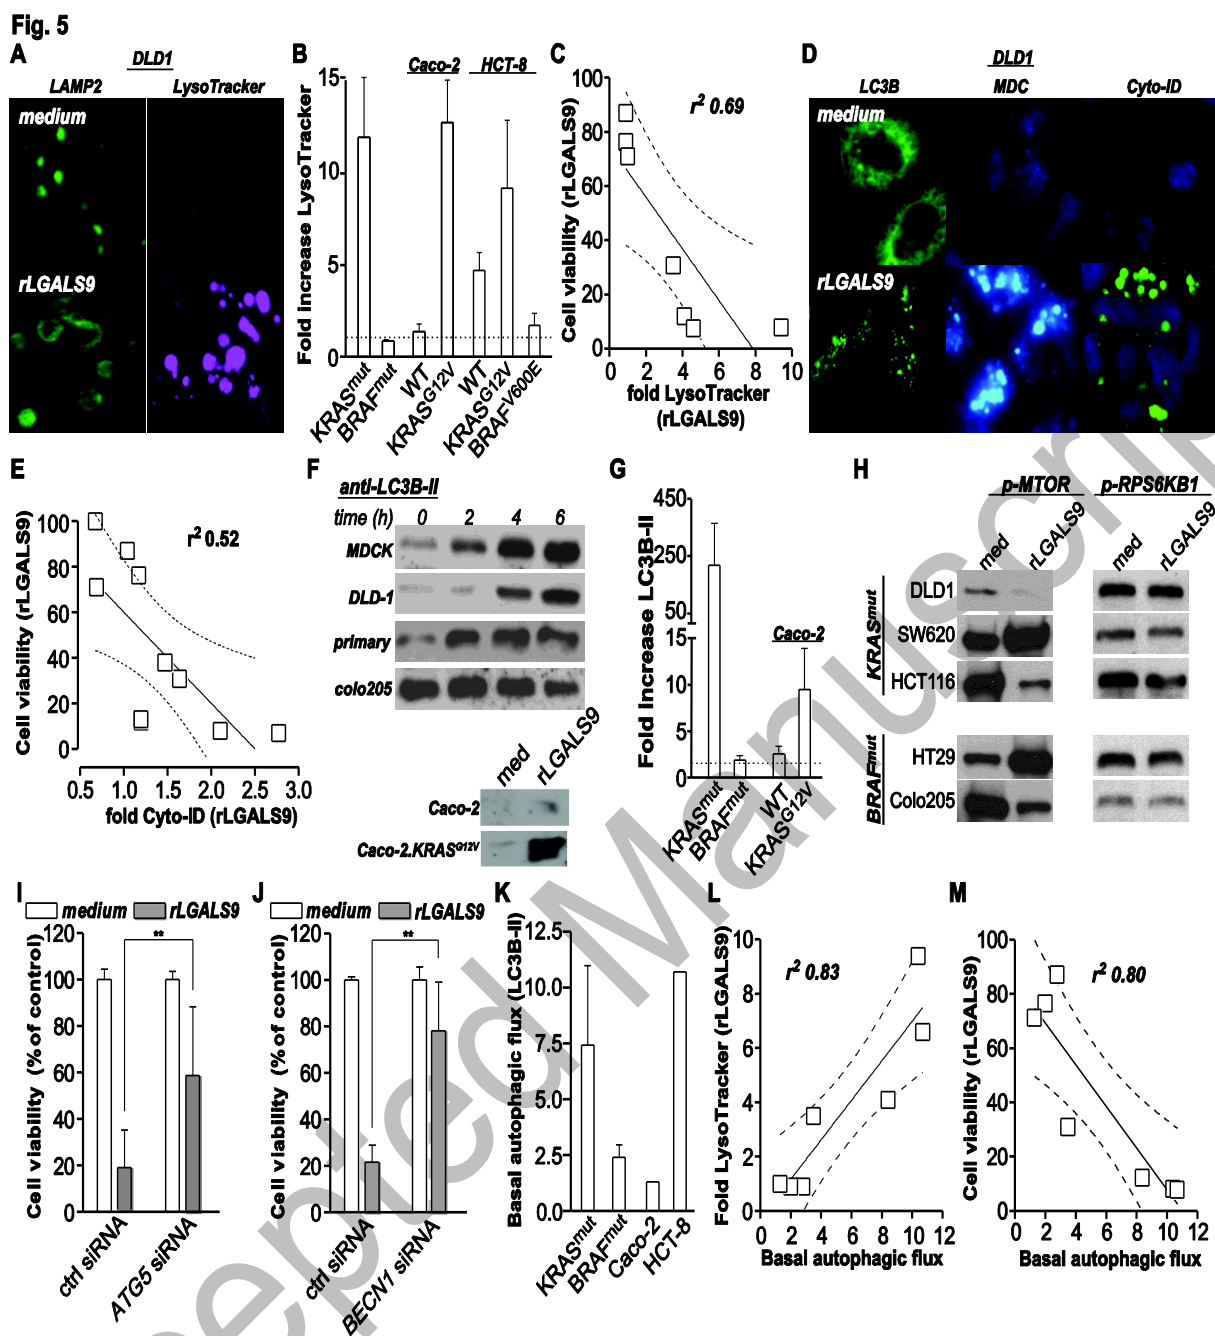 Fig. 5
A
DLD1
LAMP2 LysoTracker
medium
rLGALS9
B
Caco-2 HCT-8
Fold increase LysoTracker
15
10
5
0
KRASmut
BRAFmut
WT
KRASG12V
WT
KRASG12V
BRAFV600E
C
r2 0.69
Cell viability (rLGALS9)
100
80
60
40
20
0
0 2 4 6 8 10
fold LysoTracker
(rLGALS9)
D
DLD1
LC3B MDC Cyto-ID
medium
rLGALS9
E
r2 0.52
Cell viability (rLGALS9)
100
80
60
40
20
0
0.5 1.0 1.5 2.0 2.5 3.0
fold Cyto-ID (rLGALS9)
F
anti-LC3B-II
time (h) 0 2 4 6
MDCK
DLD-1
primary
colo205
med rLGALS9
Caco-2
Caco-2.KRASG12V
G
Fold Increase LC3B-II
450
250
50
15
10
5
0
Caco-2
KRASmut
BRAFmut
WT
KRASG12V
H
p-MTOR p-RPS6KB1
med rLGALS9 med rLGALS9
KRASmut
DLD1
SW620
HCT116
BRAFmut
HT29
Colo205
I
medium rLGALS9
Cell viability (% of control)
120
100
80
60
40
20
0
**
ctrl siRNA
ATG5 siRNA
J
medium rLGALS9
Cell viability (% of control)
120
100
80
60
40
20
0
**
ctrl siRNA
BECN1 siRNA
K
Basal autophagic flux (LC3B-II)
12.5
10.0
7.5
5.0
2.5
0.0
KRASmut
BRAFmut
Caco-2
HCT-8
L
r2 0.83
Fold LysoTracker (rLGALS9)
10
8
6
4
2
0
0 2 4 6 8 10 12
Basal autophagic flux
M
r2 0.80
Cell viability (rLGALS9)
100
80
60
40
20
0
0 2 4 6 8 10 12
Basal autophagic flux
epted Manuscrip